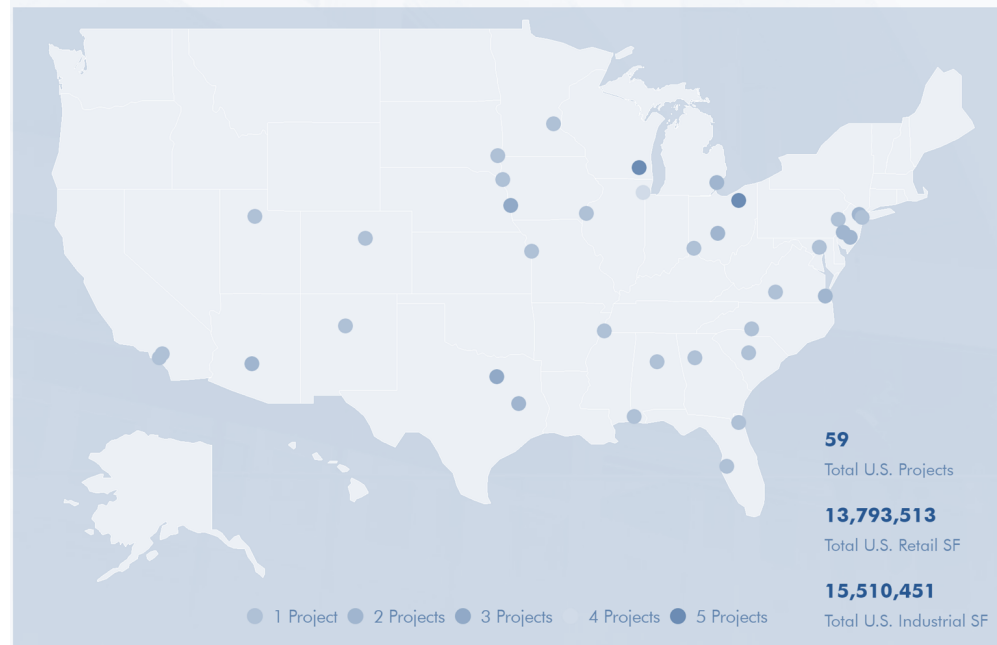 59
Total U.S. Projects
13,793,513
Total U.S. Retail SF
15,510,451
Total U.S. Industrial SF
1 Project 2 Projects 3 Projects 4 Projects 5 Projects